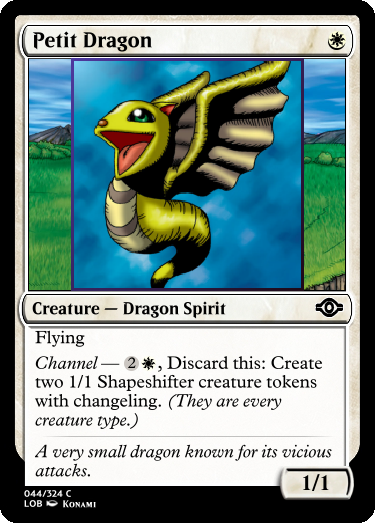 Petit Dragon
Creature — Dragon Spirit
Flying
Channel — 2, Discard this: Create
two 1/1 Shapeshifter creature tokens
with changeling. (They are every
creature type.)
A very small dragon known for its vicious
attacks.
1/1
044/324 C
LOB KONAMI